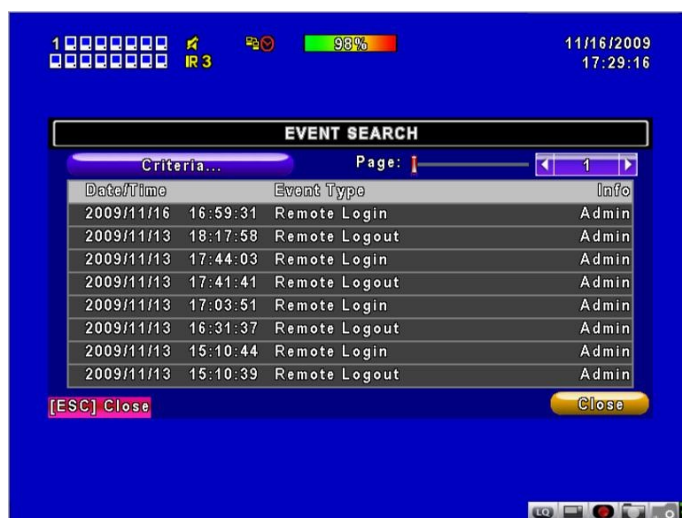 1 98% 11/16/2009
IR 3 17:29:16
EVENT SEARCH
Criteria... Page: 1
Date/Time Event Type Info
2009/11/16 16:59:31 Remote Login Admin
2009/11/13 18:17:58 Remote Logout Admin
2009/11/13 17:44:03 Remote Login Admin
2009/11/13 17:41:41 Remote Logout Admin
2009/11/13 17:03:51 Remote Login Admin
2009/11/13 16:31:37 Remote Logout Admin
2009/11/13 15:10:44 Remote Login Admin
2009/11/13 15:10:39 Remote Logout Admin
[ESC] Close Close
LQ